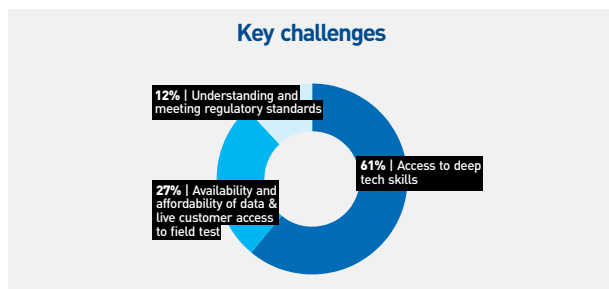 Key challenges
12% | Understanding and
meeting regulatory standards
61% | Access to deep
tech skills
27% | Availability and
affordability of data &
live customer access
to field test